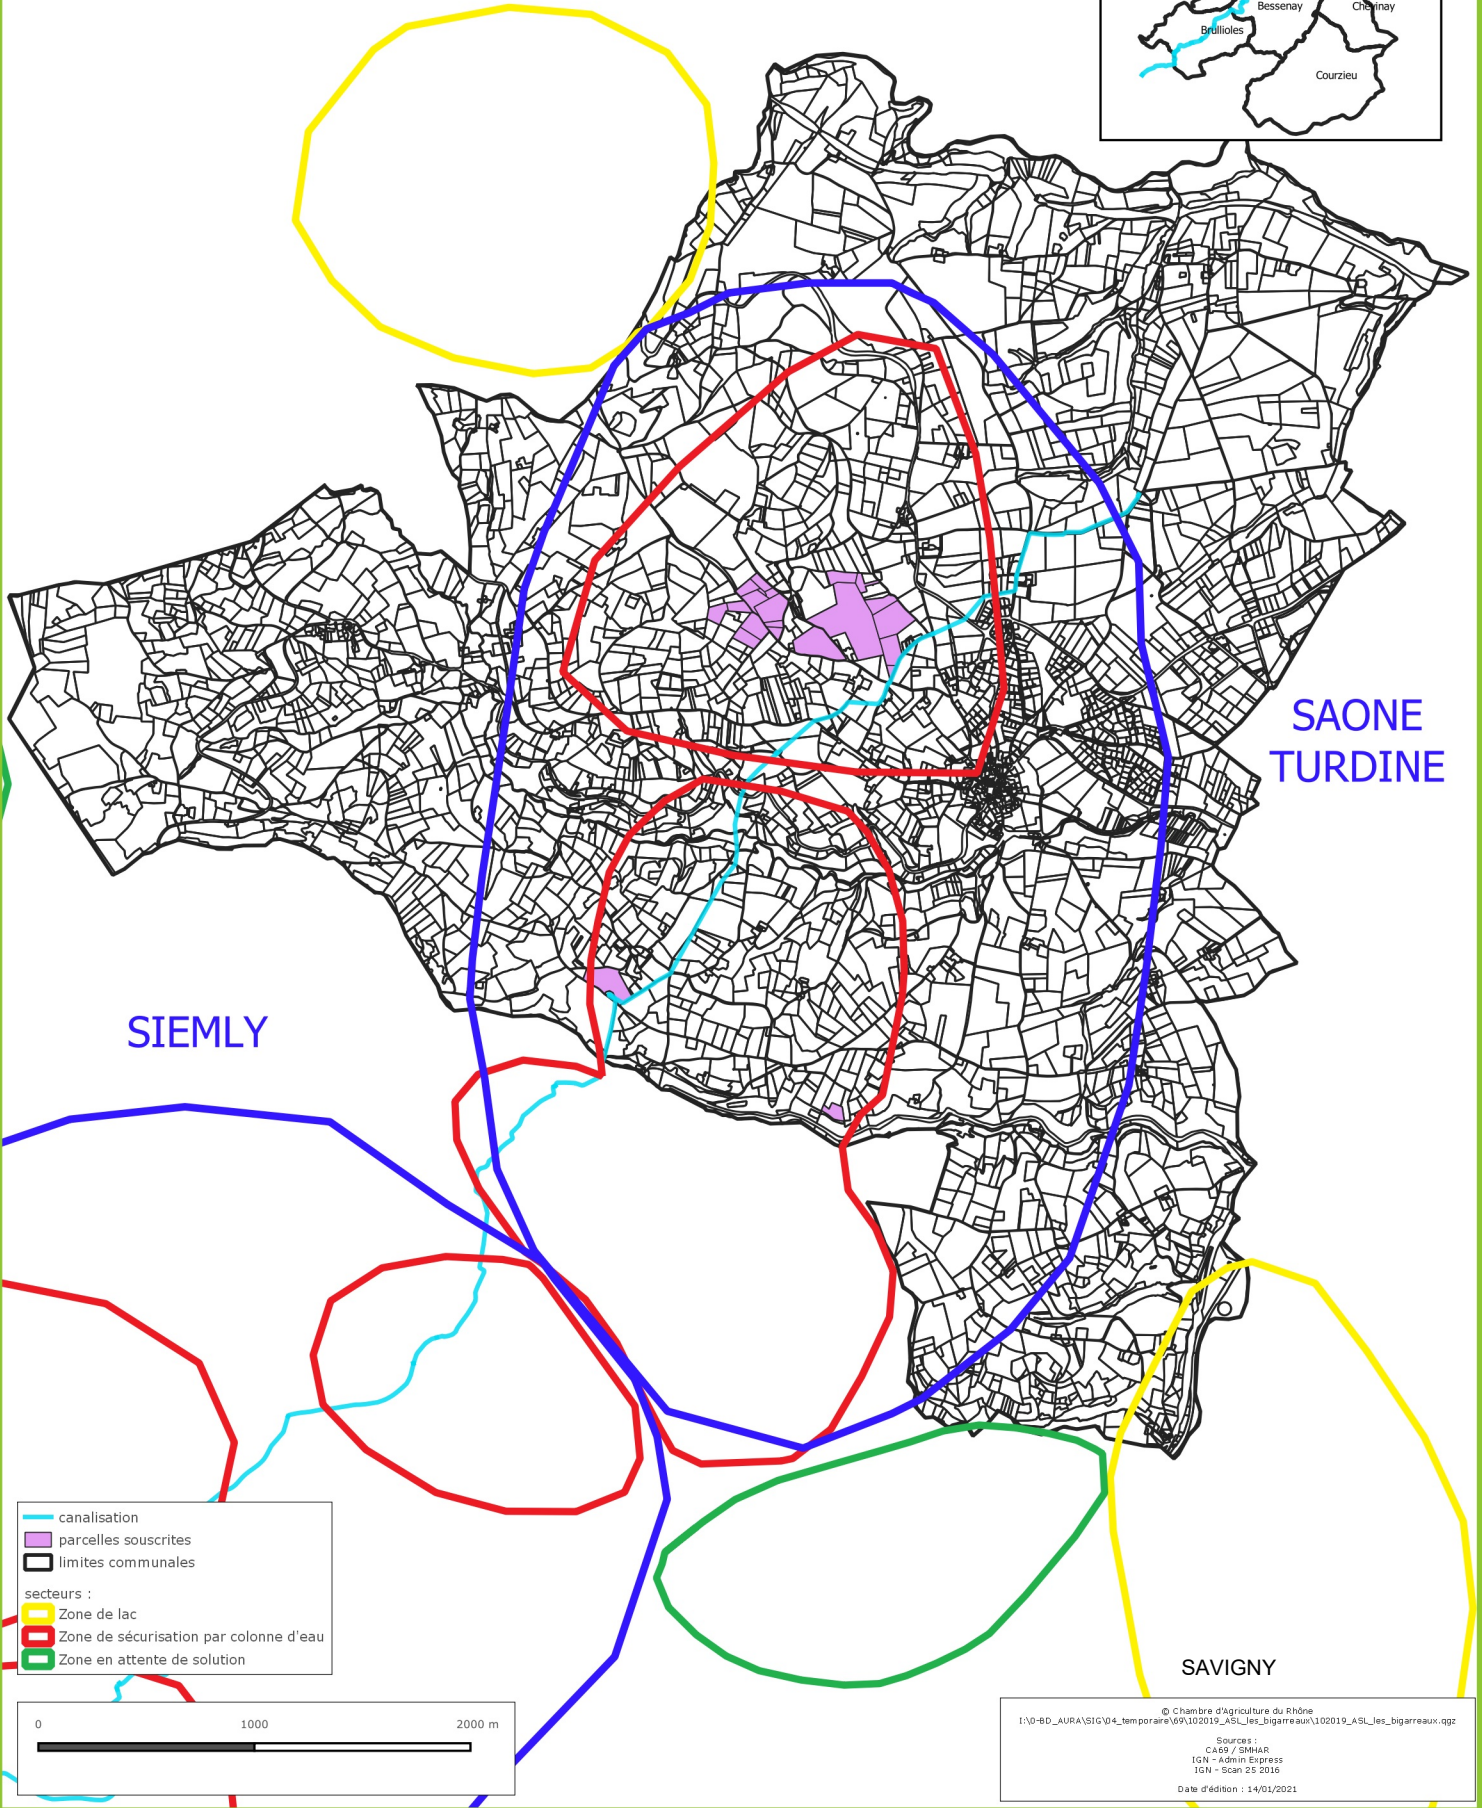 Bessenay
Chevinay
Brullioles
Courzieu
SAONE
TURDINE
SIEMLY
canalisation
parcelles souscrites
limites communales
secteurs :
Zone de lac
Zone de sécurisation par colonne d'eau
Zone en attente de solution
0 1000 2000 m
SAVIGNY
© Chambre d'Agriculture du Rhône
I:\0-BD_AURA\SIG\04_temporaire\69\102019_ASL_les_bigarreaux\102019_ASL_les_bigarreaux.qgz
Sources :
CA69 / SMHAR
IGN - Admin Express
IGN - Scan 25 2016
Date d'édition : 14/01/2021